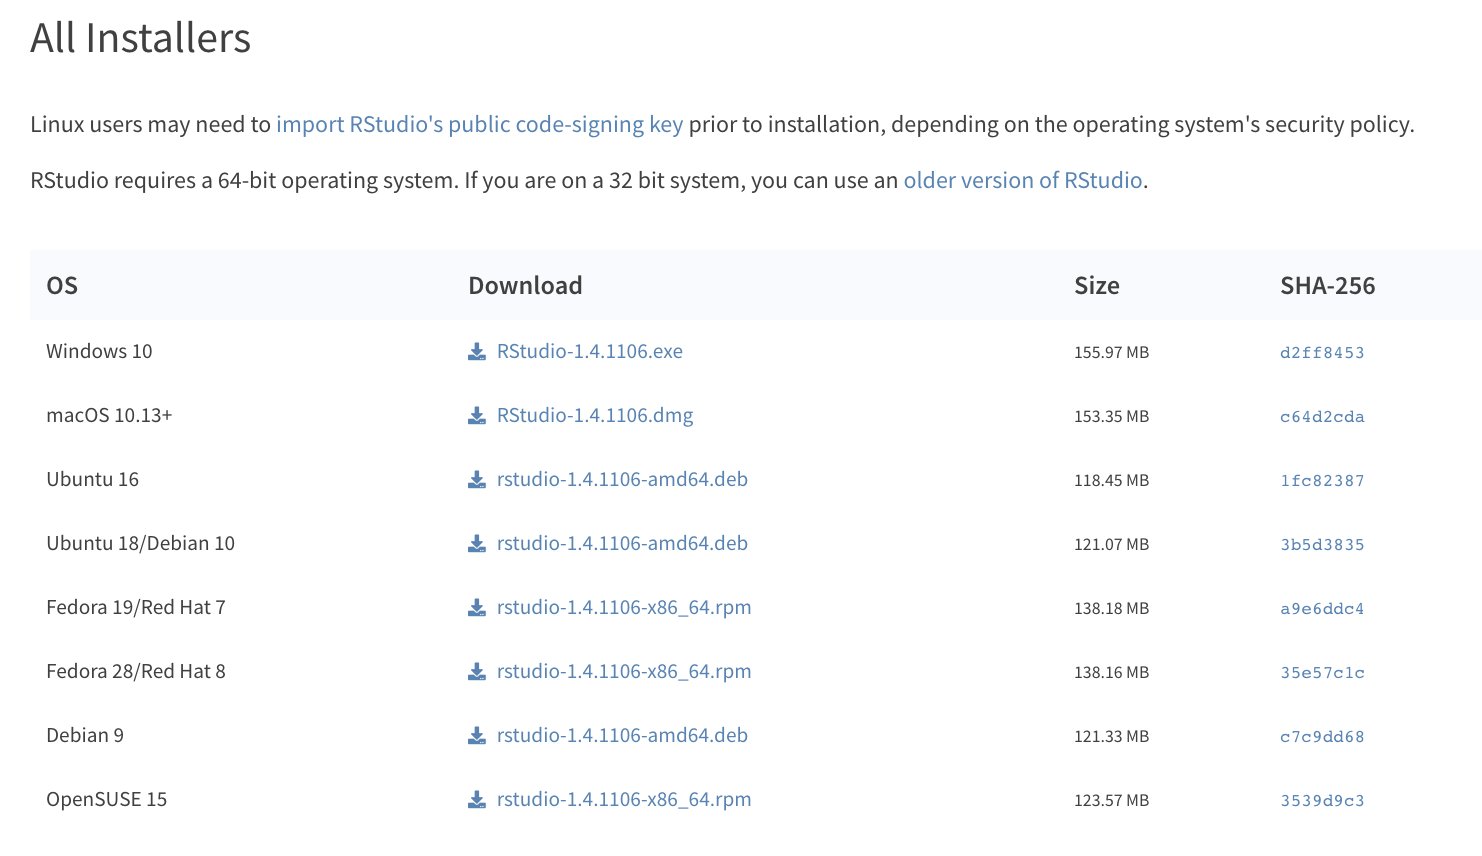 All Installers
Linux users may need to import RStudio's public code-signing key prior to installation, depending on the operating system's security policy.
RStudio requires a 64-bit operating system. If you are on a 32 bit system, you can use an older version of RStudio.
OS Download Size SHA-256
Windows 10 RStudio-1.4.1106.exe 155.97 MB d2ff8453
macOS 10.13+ RStudio-1.4.1106.dmg 153.35 MB c64d2cda
Ubuntu 16 rstudio-1.4.1106-amd64.deb 118.45 MB 1fc82387
Ubuntu 18/Debian 10 rstudio-1.4.1106-amd64.deb 121.07 MB 3b5d3835
Fedora 19/Red Hat 7 rstudio-1.4.1106-x86_64.rpm 138.18 MB a9e6ddc4
Fedora 28/Red Hat 8 rstudio-1.4.1106-x86_64.rpm 138.16 MB 35e57c1c
Debian 9 rstudio-1.4.1106-amd64.deb 121.33 MB c7c9dd68
OpenSUSE 15 rstudio-1.4.1106-x86_64.rpm 123.57 MB 3539d9c3